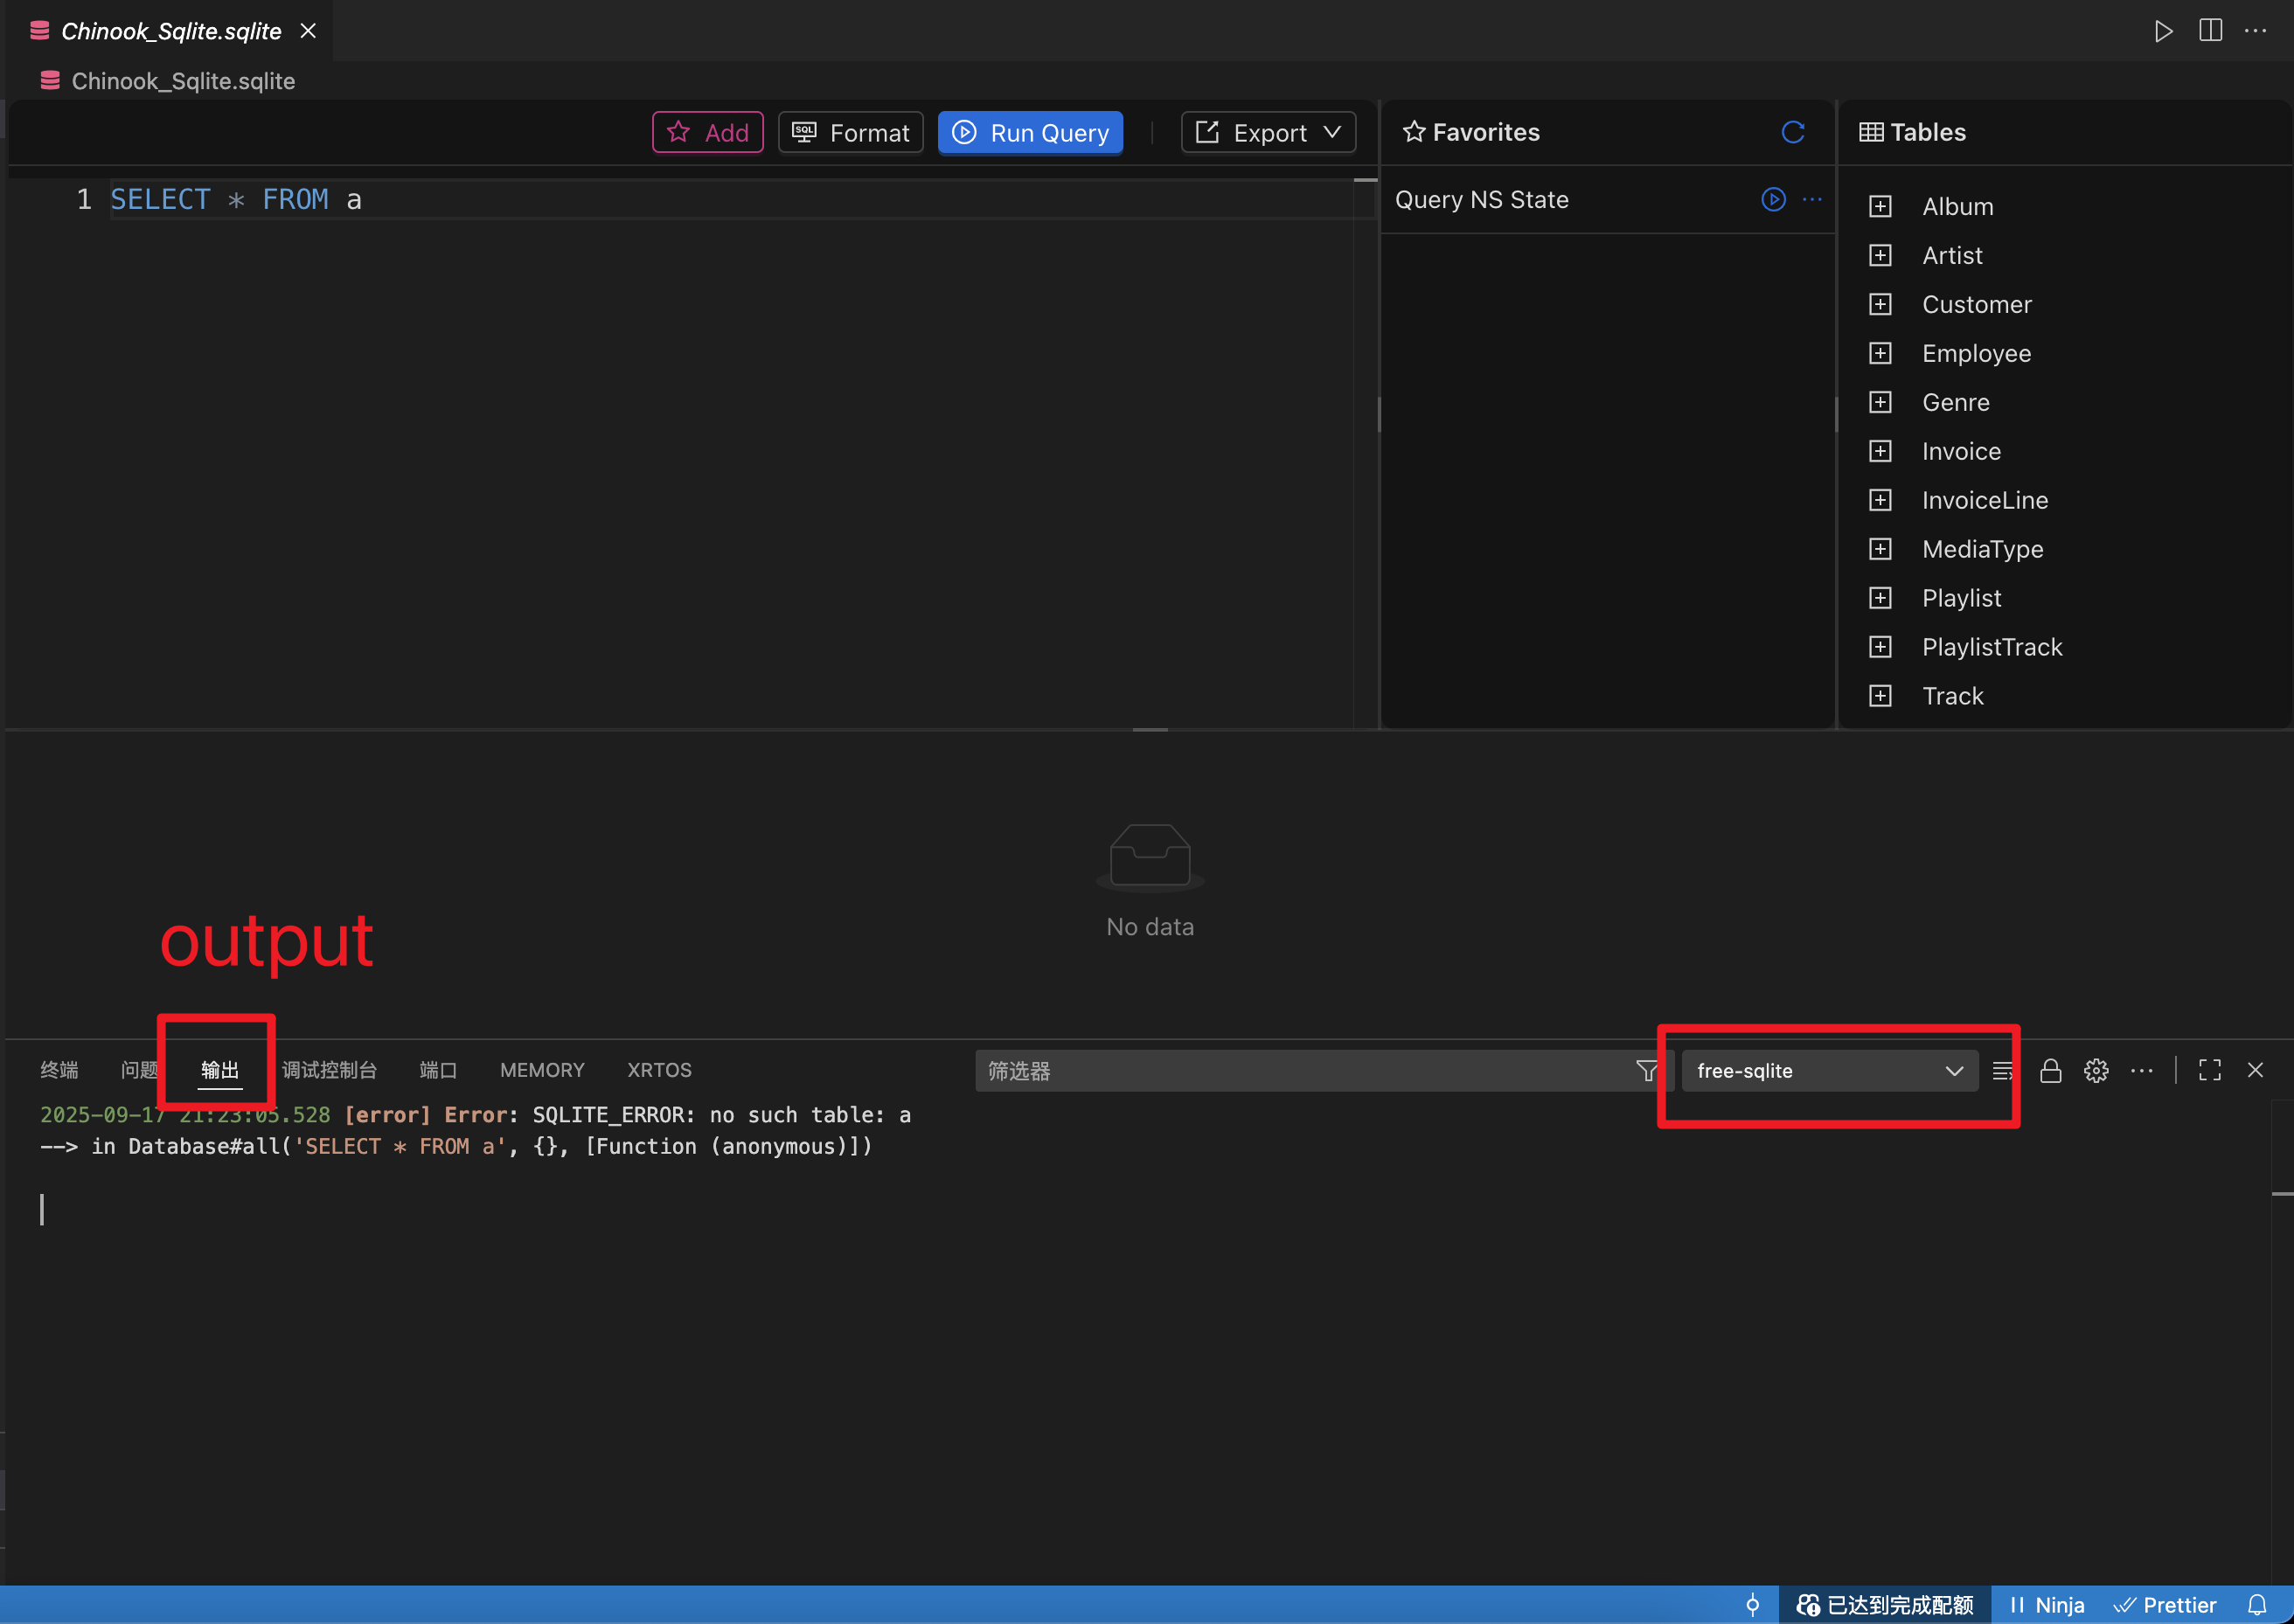 Chinook_Sqlite.sqlite
Chinook_Sqlite.sqlite
Add
Format
Run Query
Export
Favorites
Tables
1 SELECT * FROM a
Query NS State
Album
Artist
Customer
Employee
Genre
Invoice
InvoiceLine
MediaType
Playlist
PlaylistTrack
Track
No data
output
终端 问题 输出 调试控制台 端口 MEMORY XRTOS 筛选器 free-sqlite
2025-09-17 21:23:05.528 [error] Error: SQLITE_ERROR: no such table: a
--> in Database#all('SELECT * FROM a', {}, [Function (anonymous)])
已达到完成配额 Ninja Prettier